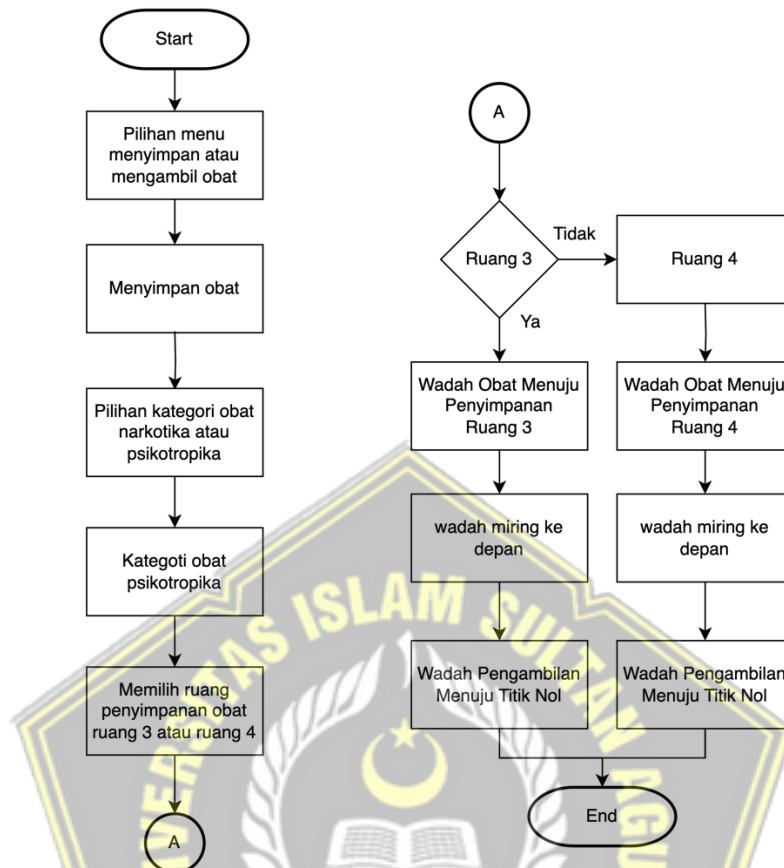 Start
Pilihan menu
menyimpan atau
mengambil obat
Menyimpan obat
Pilihan kategori obat
narkotika atau
psikotropika
Kategoti obat
psikotropika
Memilih ruang
penyimpanan obat
ruang 3 atau ruang 4
A
A
Ruang 3
Tidak
Ya
Ruang 4
Wadah Obat Menuju
Penyimpanan
Ruang 3
wadah miring ke
depan
Wadah Pengambilan
Menuju Titik Nol
Wadah Obat Menuju
Penyimpanan
Ruang 4
wadah miring ke
depan
Wadah Pengambilan
Menuju Titik Nol
End
ISLAM SULTAN